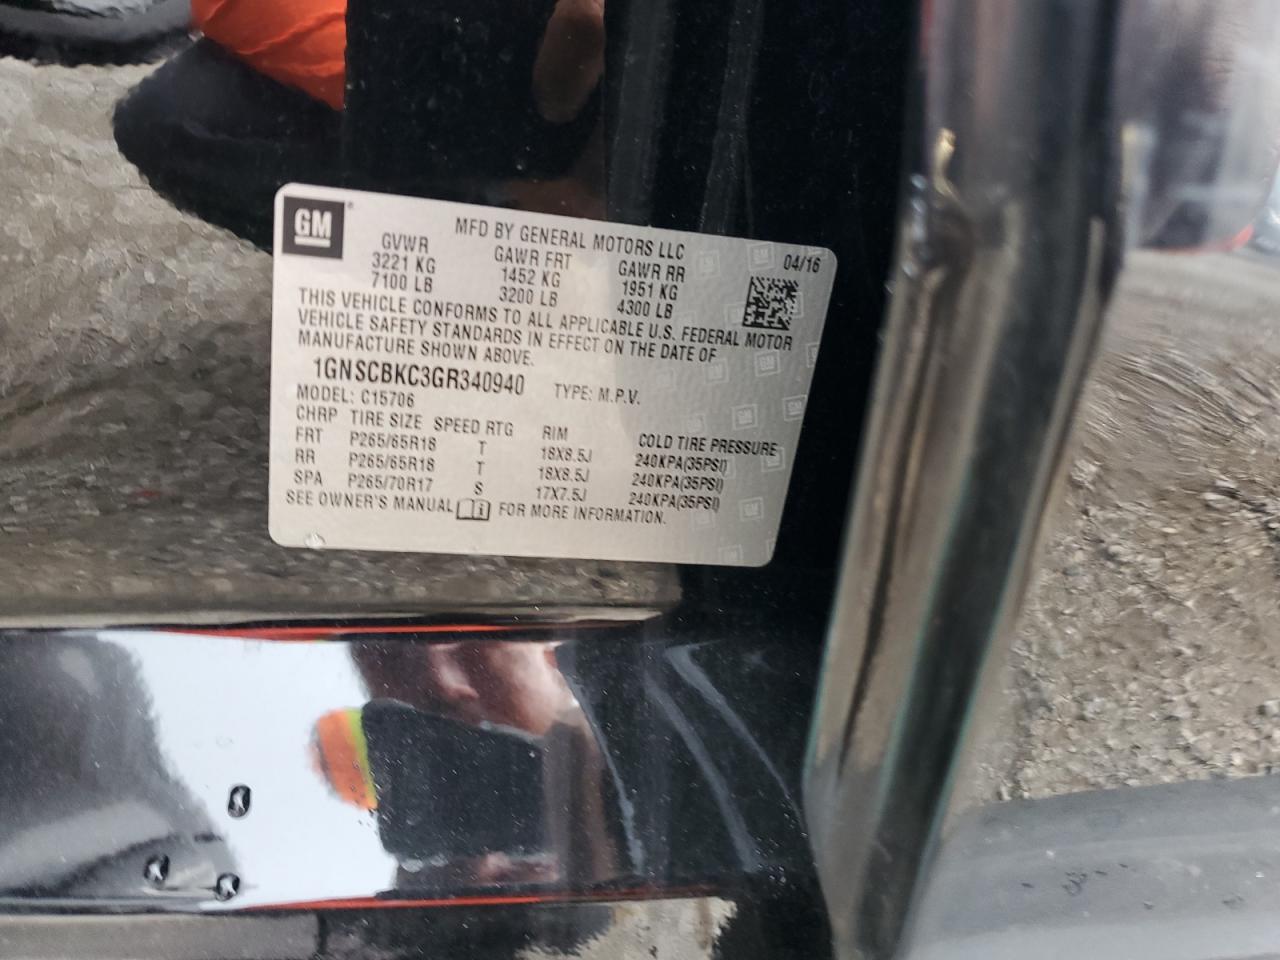 GM
MFD BY GENERAL MOTORS LLC
04/16
GVWR GAWR FRT GAWR RR
3221 KG 1452 KG 1951 KG
7100 LB 3200 LB 4300 LB
THIS VEHICLE CONFORMS TO ALL APPLICABLE U.S. FEDERAL MOTOR
VEHICLE SAFETY STANDARDS IN EFFECT ON THE DATE OF
MANUFACTURE SHOWN ABOVE.
1GNSCBKC3GR340940 TYPE: M.P.V.
MODEL: C15706
CHRP TIRE SIZE SPEED RTG RIM COLD TIRE PRESSURE
FRT P265/65R18 T 18X8.5J 240KPA(35PSI)
RR P265/65R18 T 18X8.5J 240KPA(35PSI)
SPA P265/70R17 S 17X7.5J 240KPA(35PSI)
SEE OWNER'S MANUAL i FOR MORE INFORMATION.